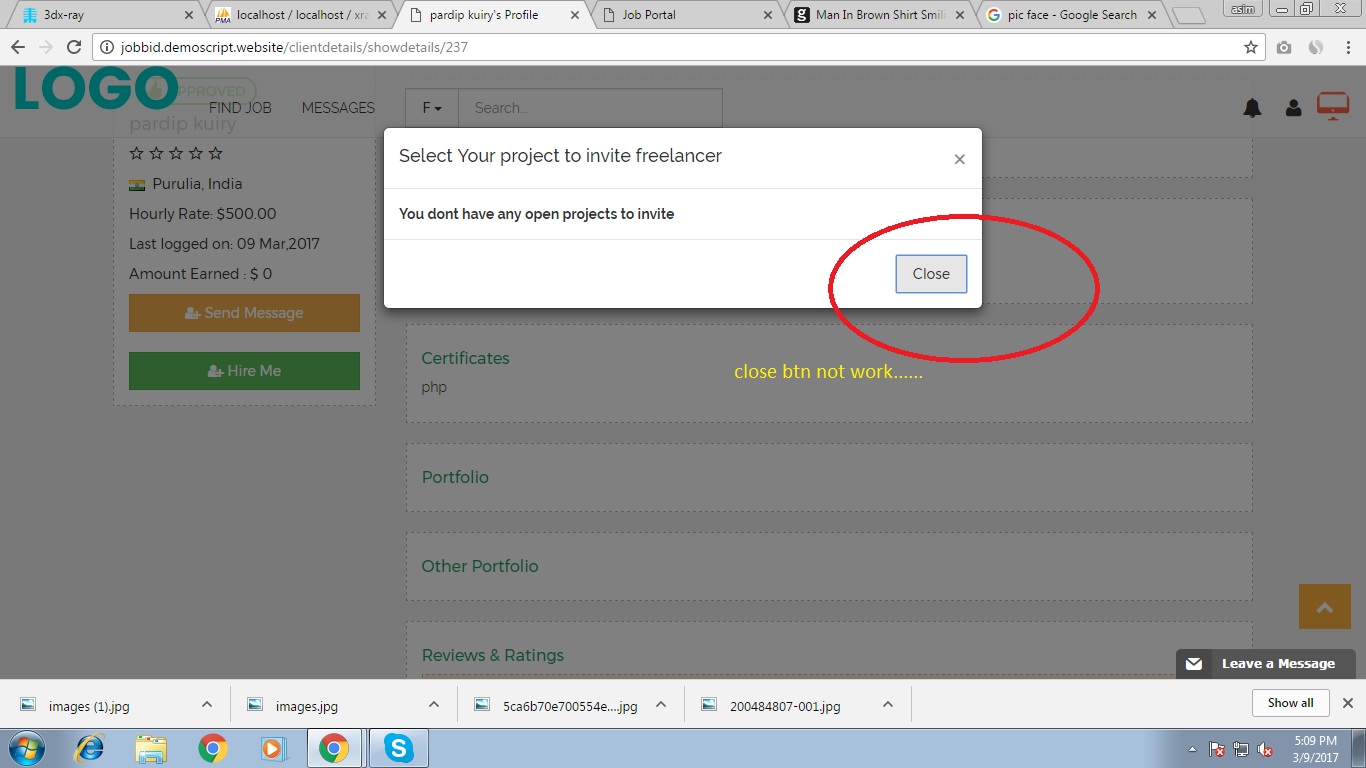 3dx-ray
localhost / localhost / xra
pardip kuiry's Profile
Job Portal
Man In Brown Shirt Smili
pic face - Google Search
asim
jobbid.demoscript.website/clientdetails/showdetails/237
LOGO
APPROVED
FIND JOB
MESSAGES
F
Search...
pardip kuiry
Purulia, India
Hourly Rate: $500.00
Last logged on: 09 Mar,2017
Amount Earned : $ 0
Send Message
Hire Me
Select Your project to invite freelancer
×
You dont have any open projects to invite
Close
close btn not work......
Certificates
php
Portfolio
Other Portfolio
Reviews & Ratings
Leave a Message
images (1).jpg
images.jpg
5ca6b70e700554e....jpg
200484807-001.jpg
Show all
5:09 PM
3/9/2017